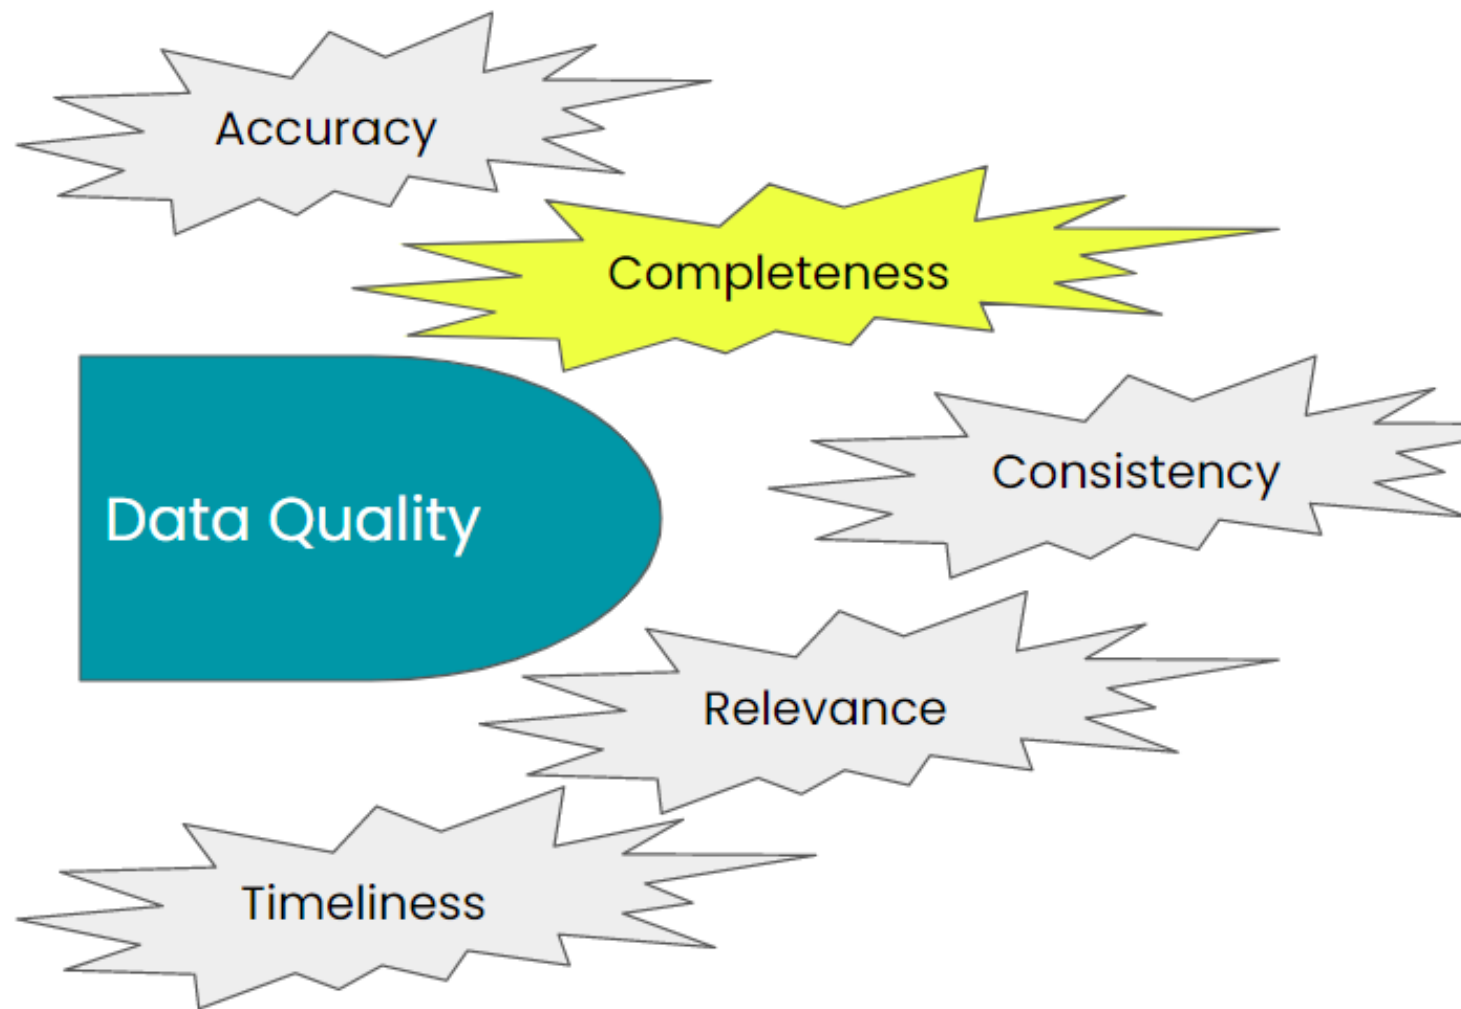 Accuracy
Completeness
Consistency
Data Quality
Relevance
Timeliness